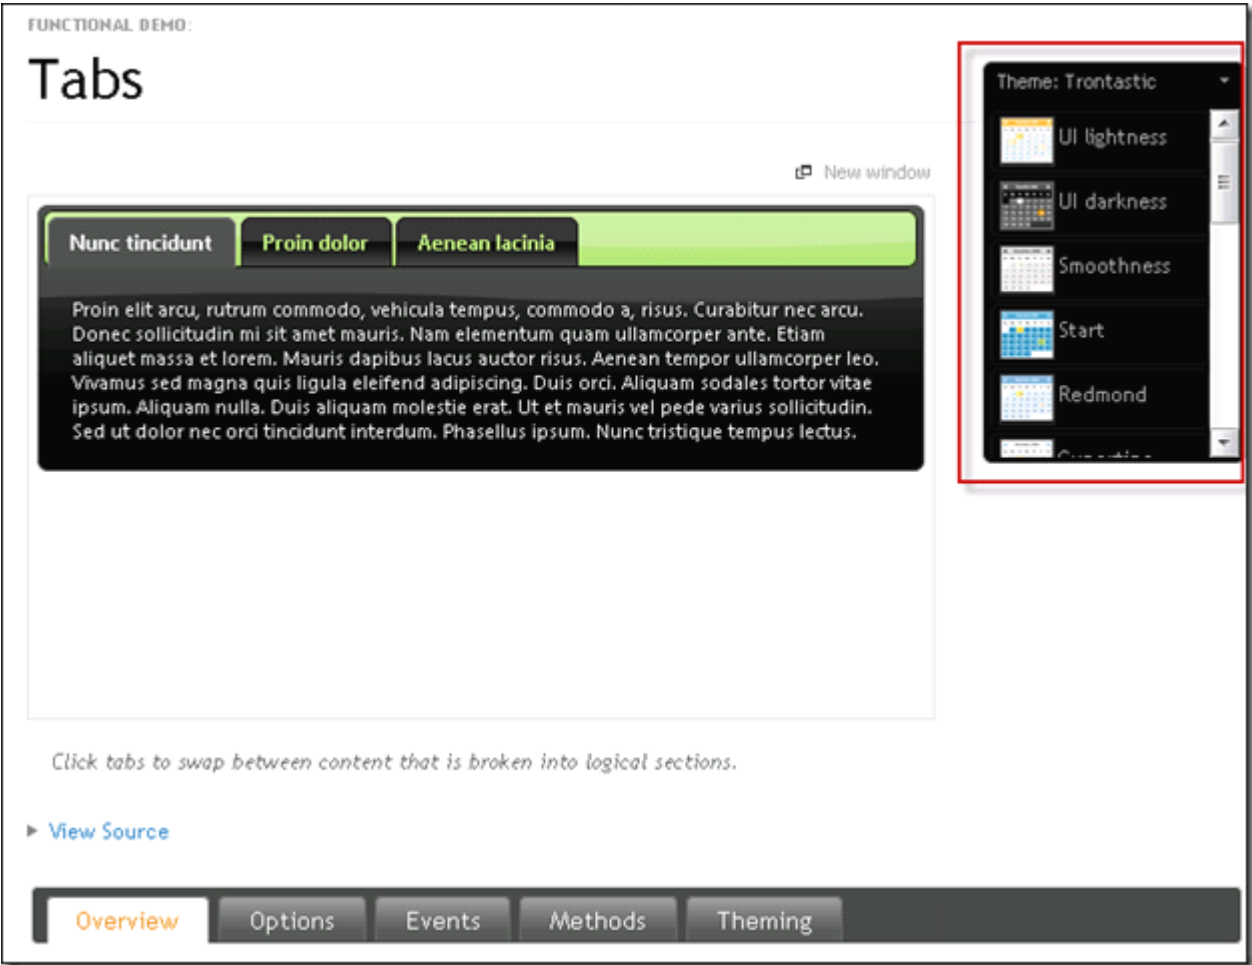 FUNCTIONAL DEMO:
Tabs
New window
Nunc tincidunt
Proin dolor
Aenean lacinia
Proin elit arcu, rutrum commodo, vehicula tempus, commodo a, risus. Curabitur nec arcu.
Donec sollicitudin mi sit amet mauris. Nam elementum quam ullamcorper ante. Etiam
aliquet massa et lorem. Mauris dapibus lacus auctor risus. Aenean tempor ullamcorper leo.
Vivamus sed magna quis ligula eleifend adipiscing. Duis orci. Aliquam sodales tortor vitae
ipsum. Aliquam nulla. Duis aliquam molestie erat. Ut et mauris vel pede varius sollicitudin.
Sed ut dolor nec orci tincidunt interdum. Phasellus ipsum. Nunc tristique tempus lectus.
Click tabs to swap between content that is broken into logical sections.
View Source
Overview
Options
Events
Methods
Theming
Theme: Trontastic
UI lightness
UI darkness
Smoothness
Start
Redmond